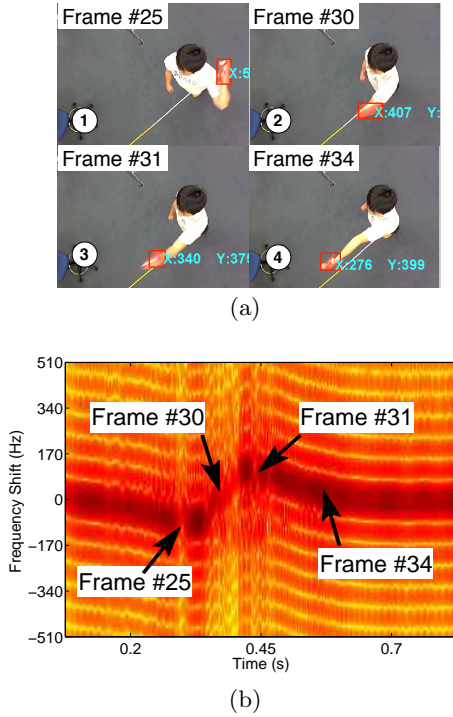 Frame #25
Frame #30
X:5
X:407 Y:
1
2
Frame #31
Frame #34
X:340 Y:375
X:276 Y:399
3
4
(a)
510
340
170
0
−170
−340
−510
Frequency Shift (Hz)
Frame #30
Frame #31
Frame #25
Frame #34
0.2
0.45
0.7
Time (s)
(b)